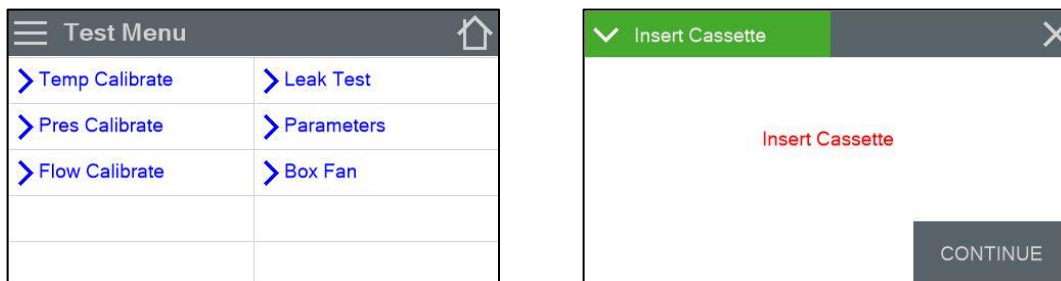 Test Menu
Temp Calibrate
Leak Test
Pres Calibrate
Parameters
Flow Calibrate
Box Fan
Insert Cassette
Insert Cassette
CONTINUE